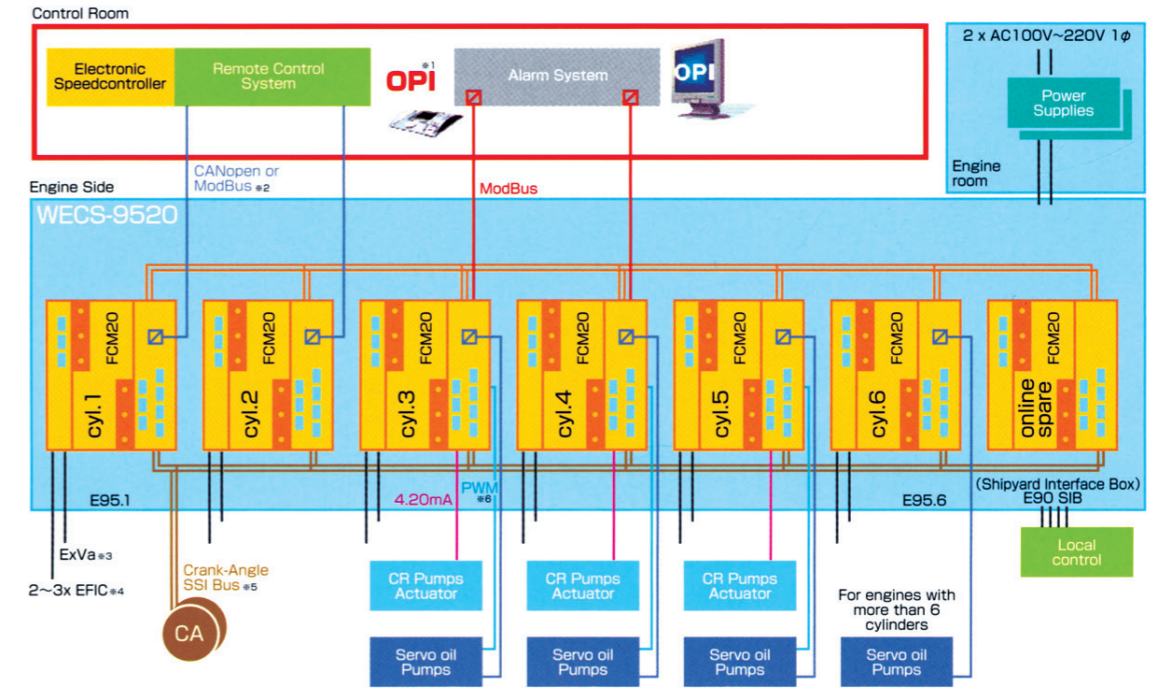 Control Room
Electronic
Speedcontroller
Remote Control
System
OPI ※1
Alarm System
OPI
2 x AC100V~220V 1φ
Power
Supplies
Engine
room
CANopen or
ModBus ※2
ModBus
Engine Side
WECS-9520
FCM20
cyl.1
FCM20
cyl.2
FCM20
cyl.3
FCM20
cyl.4
FCM20
cyl.5
FCM20
cyl.6
FCM20
online
spare
E95.1
4.20mA
PWM
※6
E95.6
(Shipyard Interface Box)
E90 SIB
ExVa ※3
2~3x EFIC ※4
Crank-Angle
SSI Bus ※5
CA
CR Pumps
Actuator
CR Pumps
Actuator
CR Pumps
Actuator
For engines with
more than 6
cylinders
Local
control
Servo oil
Pumps
Servo oil
Pumps
Servo oil
Pumps
Servo oil
Pumps